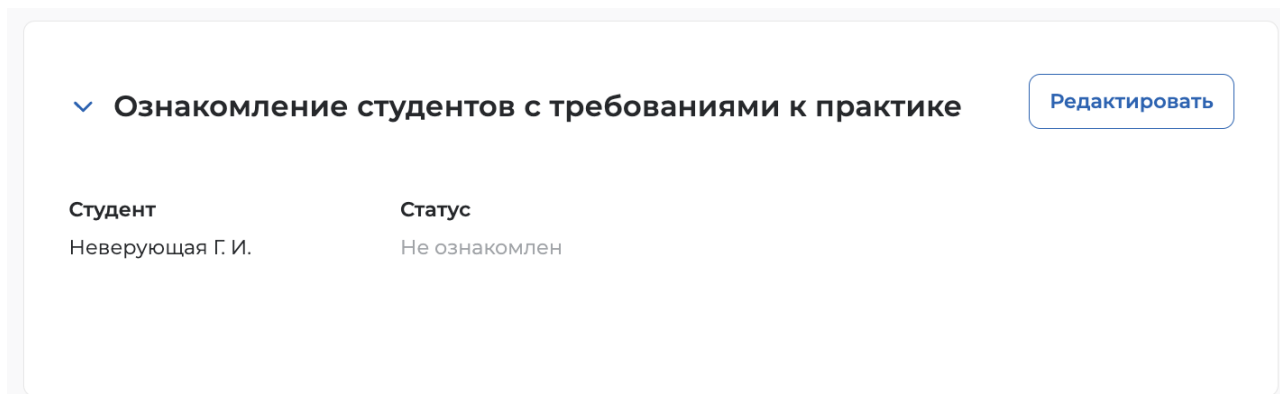 Ознакомление студентов с требованиями к практике
Редактировать
Студент Статус
Неверующая Г. И. Не ознакомлен